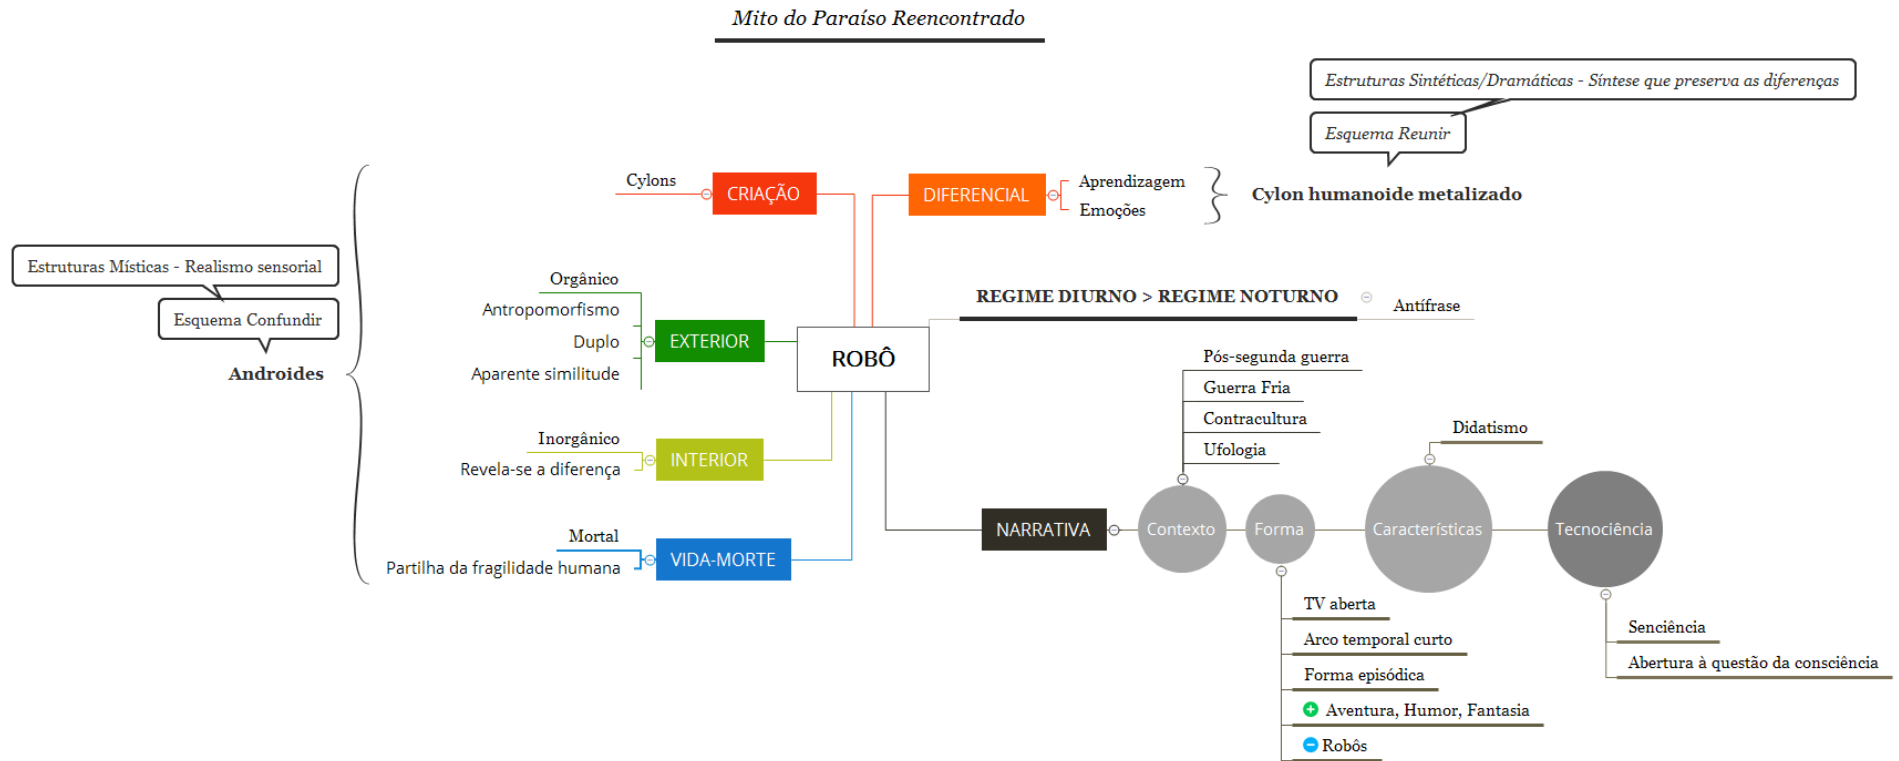 Mito do Paraíso Reencontrado
Estruturas Sintéticas/Dramáticas - Síntese que preserva as diferenças
Esquema Reunir
Cylon humanoide metalizado
DIFERENCIAL
Aprendizagem
Emoções
Cylons
CRIAÇÃO
Estruturas Místicas - Realismo sensorial
Esquema Confundir
Androides
Orgânico
Antropomorfismo
Duplo
Aparente similitude
EXTERIOR
ROBÔ
REGIME DIURNO > REGIME NOTURNO
Antífrase
Inorgânico
Revela-se a diferença
INTERIOR
Mortal
Partilha da fragilidade humana
VIDA-MORTE
NARRATIVA
Contexto
Pós-segunda guerra
Guerra Fria
Contracultura
Ufologia
Forma
TV aberta
Arco temporal curto
Forma episódica
Aventura, Humor, Fantasia
Robôs
Características
Didatismo
Tecnociência
Senciência
Abertura à questão da consciência